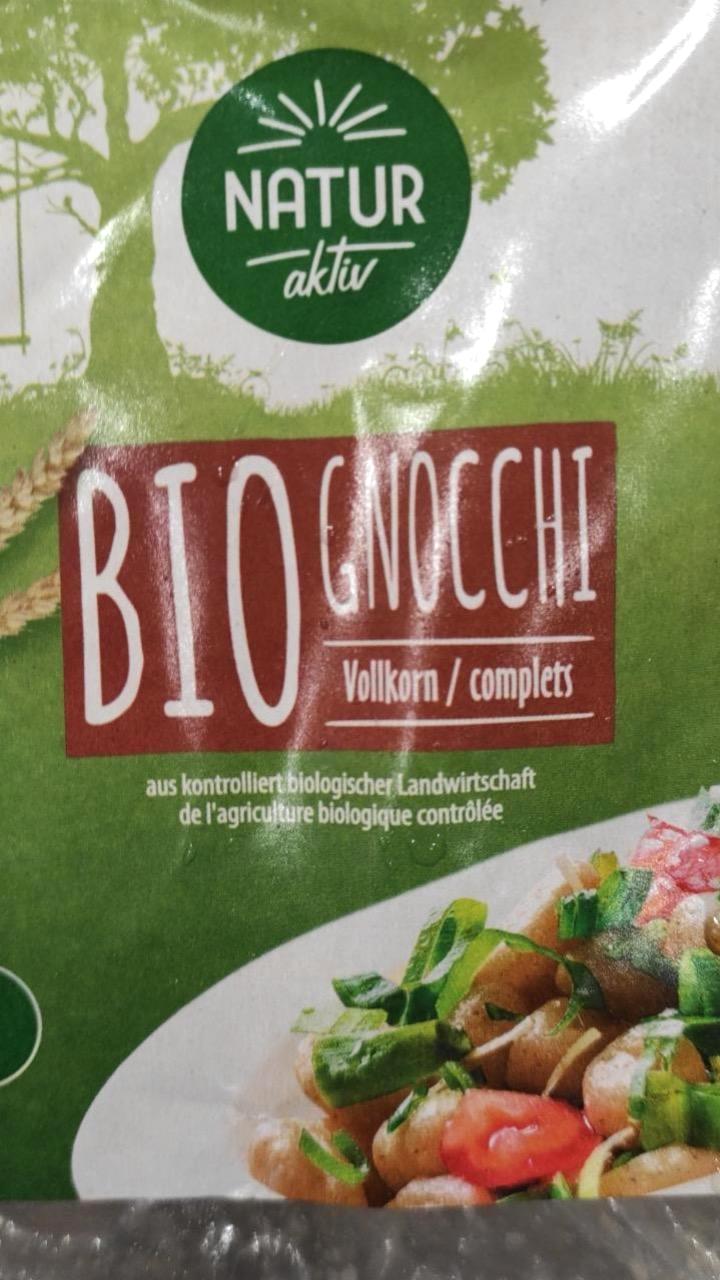 NATUR
aktiv
BIO GNOCCHI
Vollkorn / complets
aus kontrolliert biologischer Landwirtschaft
de l'agriculture biologique contrôlée